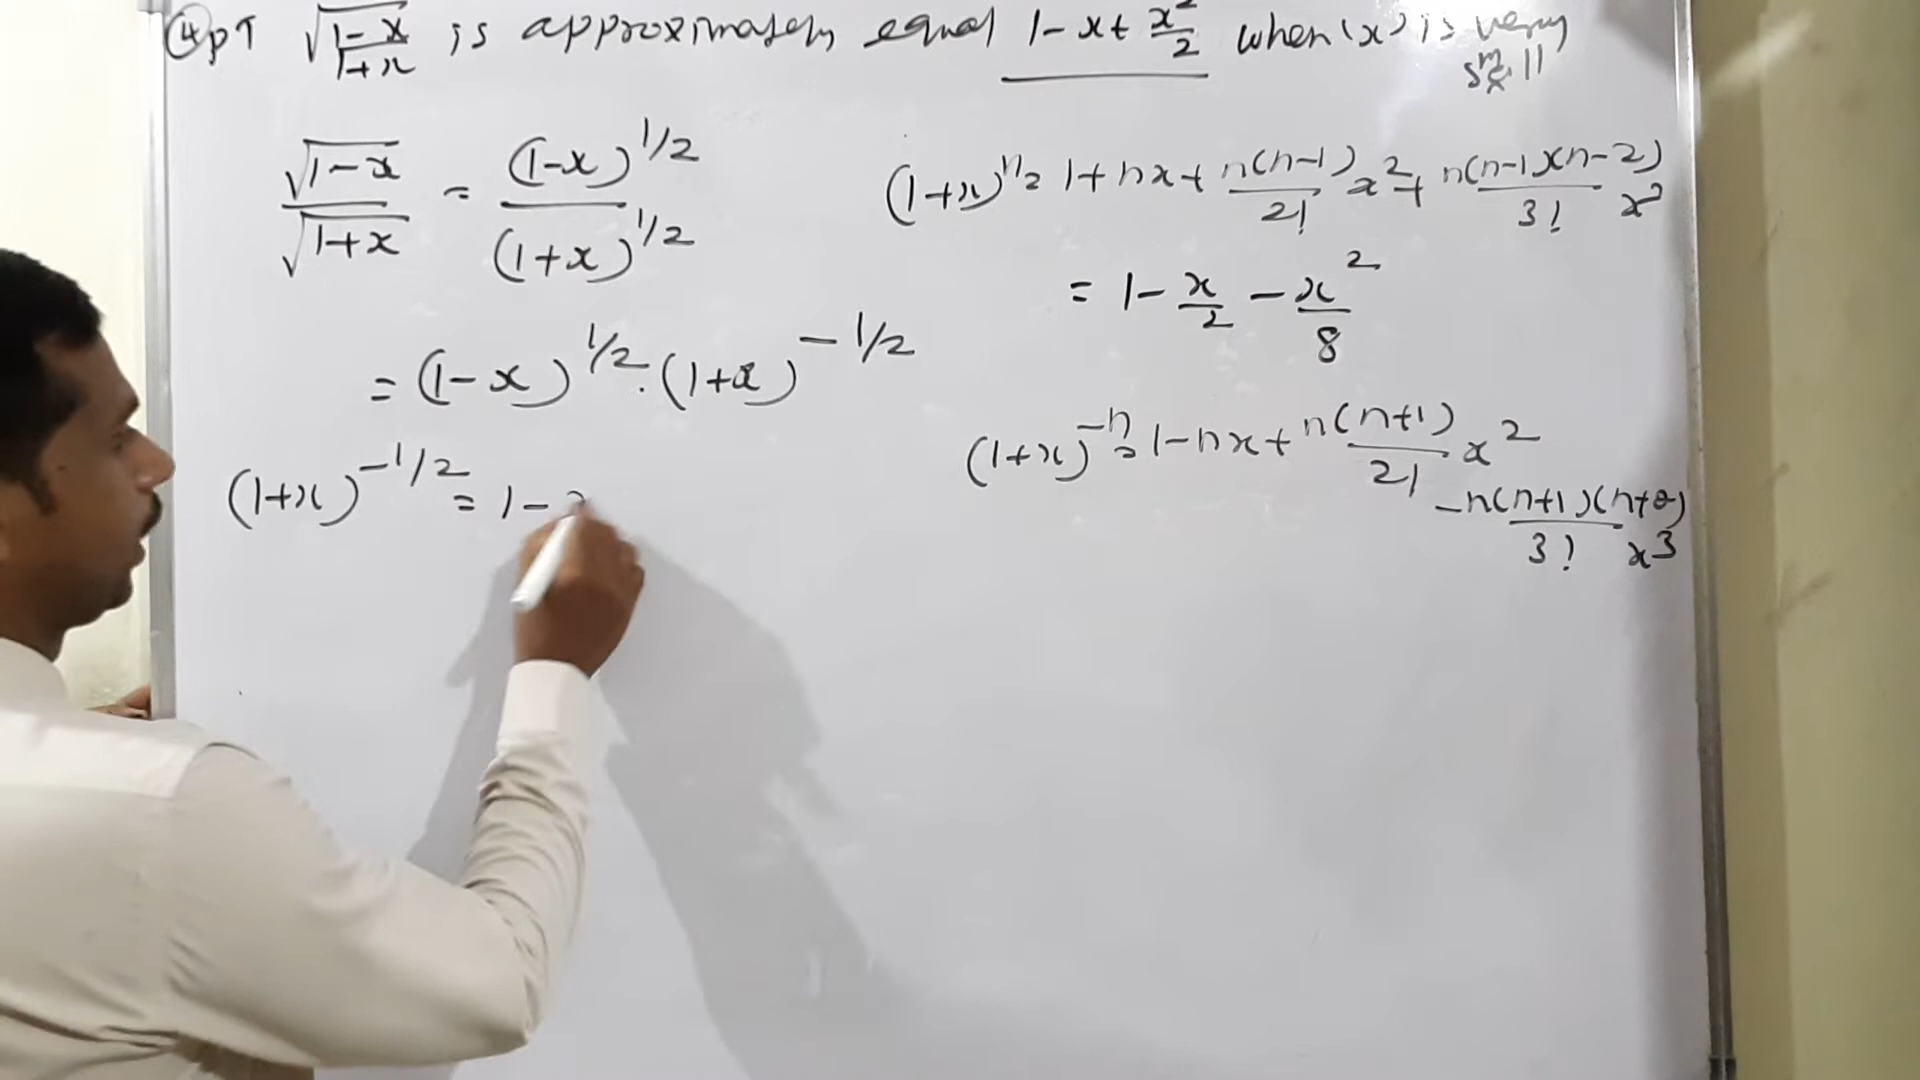 ④ PT √(1-x)/(1+x) is approximately equal 1-x+x²/2 when (x) is very
small
√(1-x)/√(1+x) = (1-x)^1/2 / (1+x)^1/2
= (1-x)^1/2 . (1+x)^-1/2
(1+x)^-1/2 = 1-
(1+x)^n = 1+nx+n(n-1)/2! x²+n(n-1)(n-2)/3! x³
= 1-x/2-x²/8
(1+x)^-n = 1-nx+n(n+1)/2! x²
-n(n+1)(n+2)/3! x³